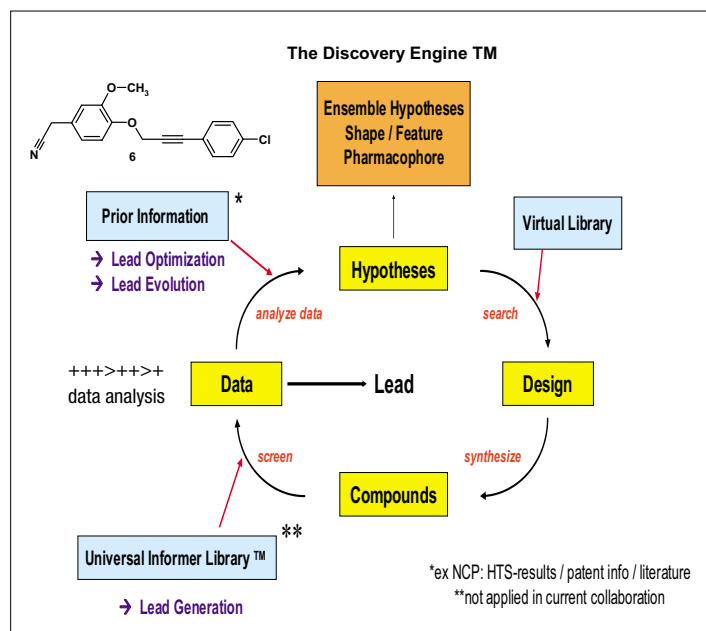 The Discovery Engine TM
O
CH₃
O
N
Cl
6
Ensemble Hypotheses
Shape / Feature
Pharmacophore
Prior Information
*
→ Lead Optimization
→ Lead Evolution
Virtual Library
Hypotheses
analyze data
search
+++>++>+
data analysis
Data
Lead
Design
screen
synthesize
Compounds
Universal Informer Library ™
**
→ Lead Generation
*ex NCP: HTS-results / patent info / literature
**not applied in current collaboration